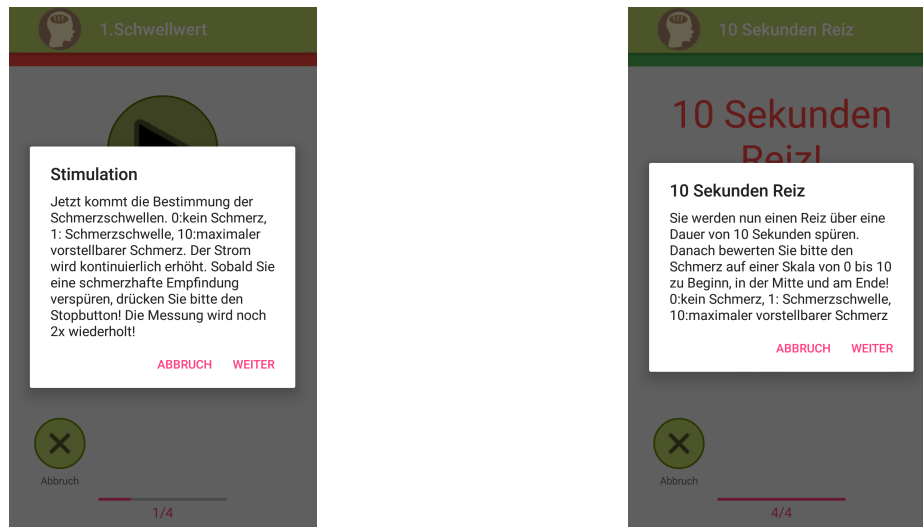 1.Schwellwert
Stimulation
Jetzt kommt die Bestimmung der
Schmerzschwellen. 0:kein Schmerz,
1: Schmerzschwelle, 10:maximaler
vorstellbarer Schmerz. Der Strom
wird kontinuierlich erhöht. Sobald Sie
eine schmerzhafte Empfindung
verspüren, drücken Sie bitte den
Stopbutton! Die Messung wird noch
2x wiederholt!
ABBRUCH WEITER
Abbruch
1/4
10 Sekunden Reiz
10 Sekunden
Reiz!
10 Sekunden Reiz
Sie werden nun einen Reiz über eine
Dauer von 10 Sekunden spüren.
Danach bewerten Sie bitte den
Schmerz auf einer Skala von 0 bis 10
zu Beginn, in der Mitte und am Ende!
0:kein Schmerz, 1: Schmerzschwelle,
10:maximaler vorstellbarer Schmerz
ABBRUCH WEITER
Abbruch
4/4